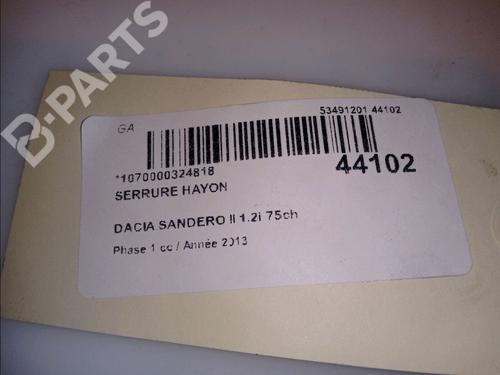 B-PARTS
GA
53491201 44102
*1070000324818
44102
SERRURE HAYON
DACIA SANDERO II 1.2i 75ch
Phase 1 cc / Année 2013